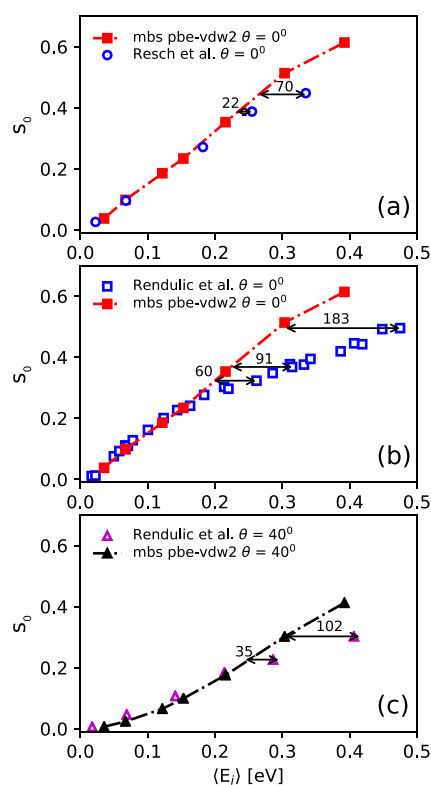 mbs pbe-vdw2 θ = 0⁰
Resch et al. θ = 0⁰
0.6
0.4
0.2
0.0
S₀
22
70
(a)
0.0 0.1 0.2 0.3 0.4 0.5
Rendulic et al. θ = 0⁰
mbs pbe-vdw2 θ = 0⁰
0.6
0.4
0.2
0.0
S₀
183
91
60
(b)
0.0 0.1 0.2 0.3 0.4 0.5
Rendulic et al. θ = 40⁰
mbs pbe-vdw2 θ = 40⁰
0.6
0.4
0.2
0.0
S₀
102
35
(c)
0.0 0.1 0.2 0.3 0.4 0.5
⟨Eᵢ⟩ [eV]